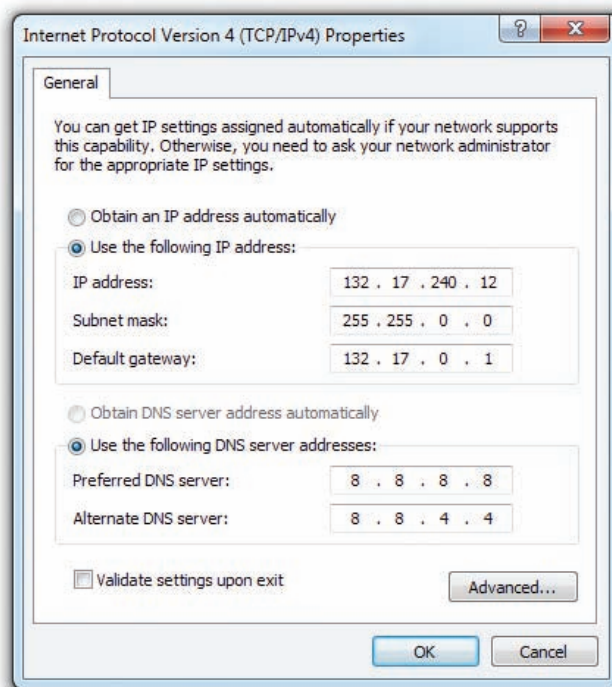 Internet Protocol Version 4 (TCP/IPv4) Properties
?
General
You can get IP settings assigned automatically if your network supports
this capability. Otherwise, you need to ask your network administrator
for the appropriate IP settings.
Obtain an IP address automatically
Use the following IP address:
IP address: 132 . 17 . 240 . 12
Subnet mask: 255 . 255 . 0 . 0
Default gateway: 132 . 17 . 0 . 1
Obtain DNS server address automatically
Use the following DNS server addresses:
Preferred DNS server: 8 . 8 . 8 . 8
Alternate DNS server: 8 . 8 . 4 . 4
Validate settings upon exit
Advanced...
OK Cancel